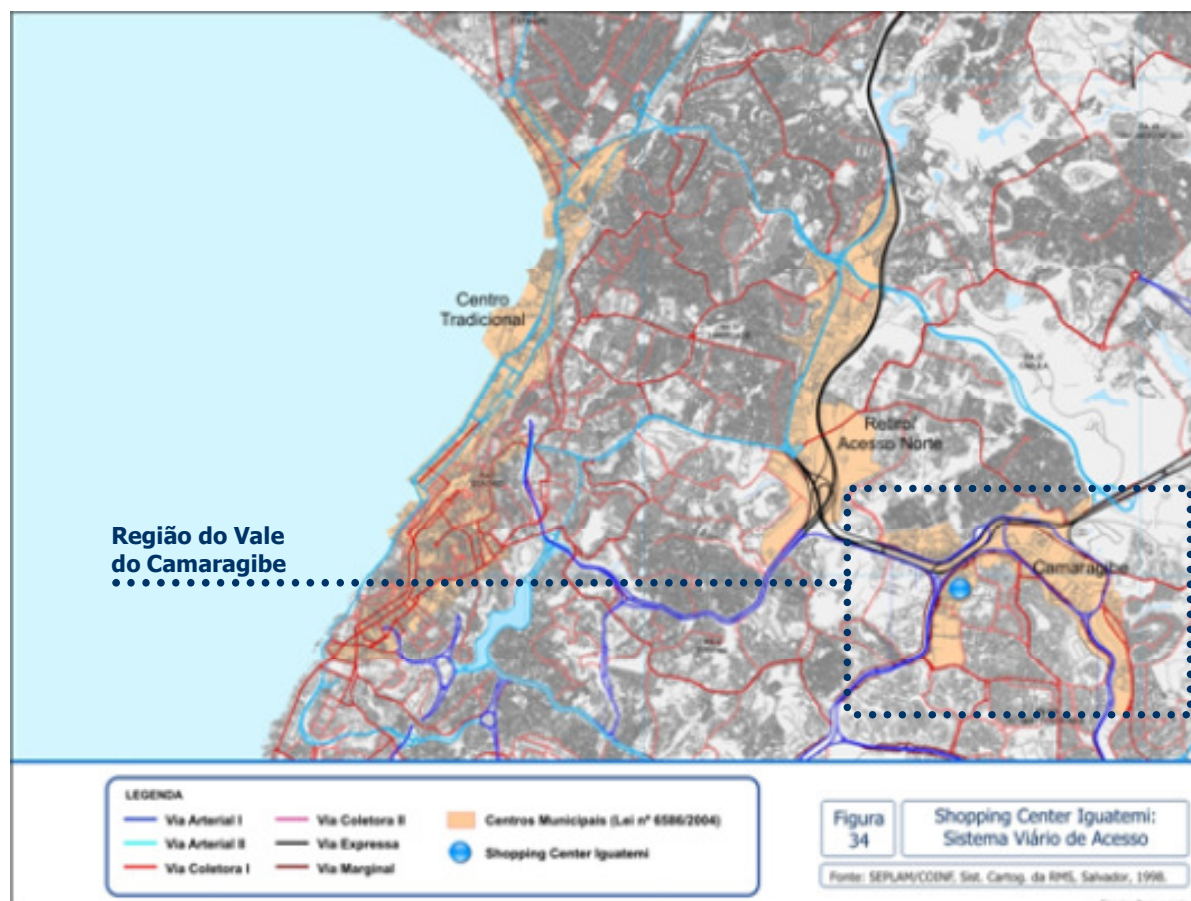 Centro
Tradicional
Retiro/
Acesso Norte
Região do Vale
do Camaragibe
Camaragibe
LEGENDA
Via Arterial I
Via Arterial II
Via Coletora I
Via Coletora II
Via Expressa
Via Marginal
Centros Municipais (Lei nº 6586/2004)
Shopping Center Iguatemi
Figura
34
Shopping Center Iguatemi:
Sistema Viário de Acesso
Fonte: SEPLAM/COINF, Sist. Cartog. da RMS, Salvador, 1998.